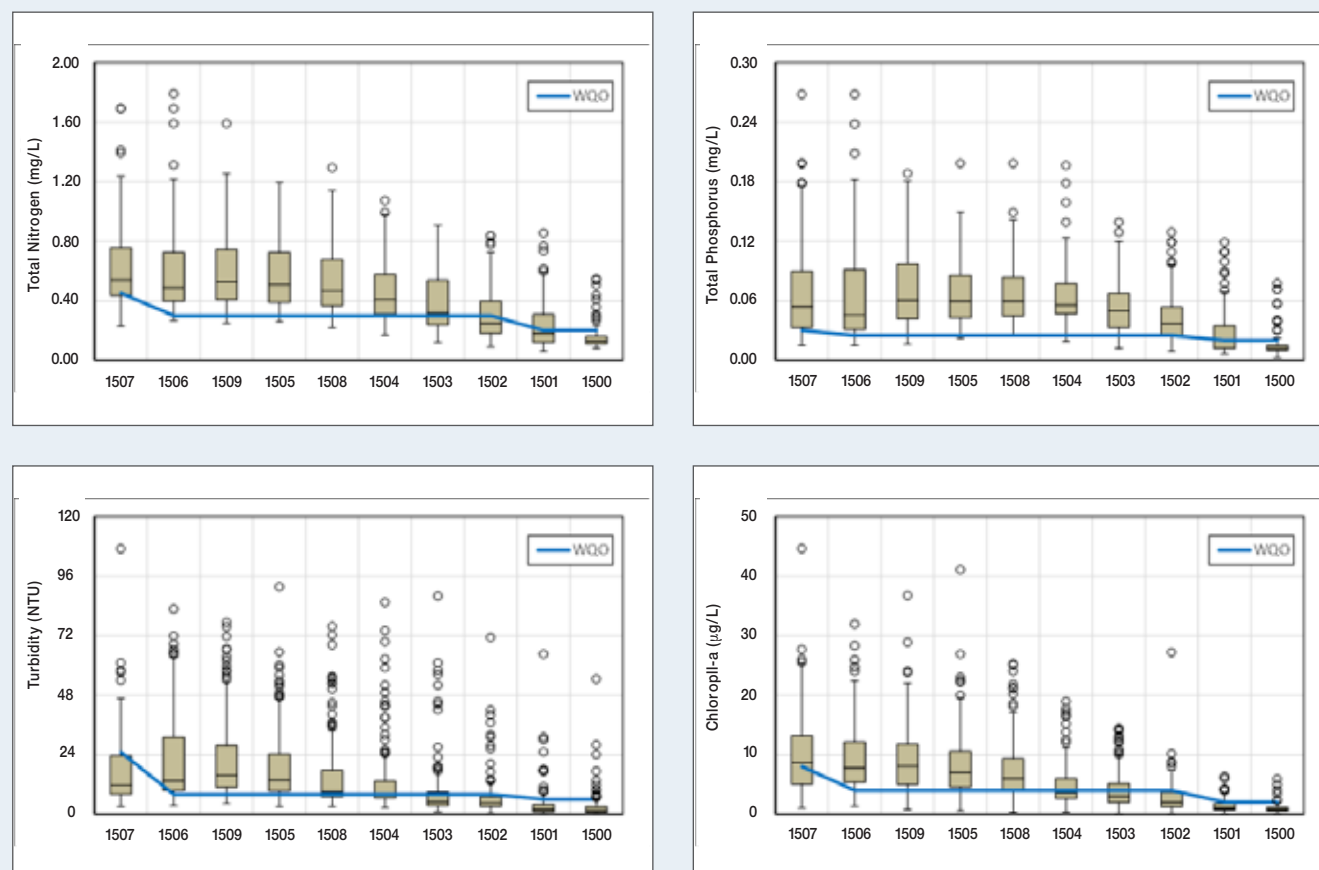 Total Nitrogen (mg/L)
2.00
1.60
1.20
0.80
0.40
0.00
WQO
1507 1506 1509 1505 1508 1504 1503 1502 1501 1500
Total Phosphorus (mg/L)
0.30
0.24
0.18
0.12
0.06
0.00
WQO
1507 1506 1509 1505 1508 1504 1503 1502 1501 1500
Turbidity (NTU)
120
96
72
48
24
0
WQO
1507 1506 1509 1505 1508 1504 1503 1502 1501 1500
Chloropll-a (µg/L)
50
40
30
20
10
0
WQO
1507 1506 1509 1505 1508 1504 1503 1502 1501 1500